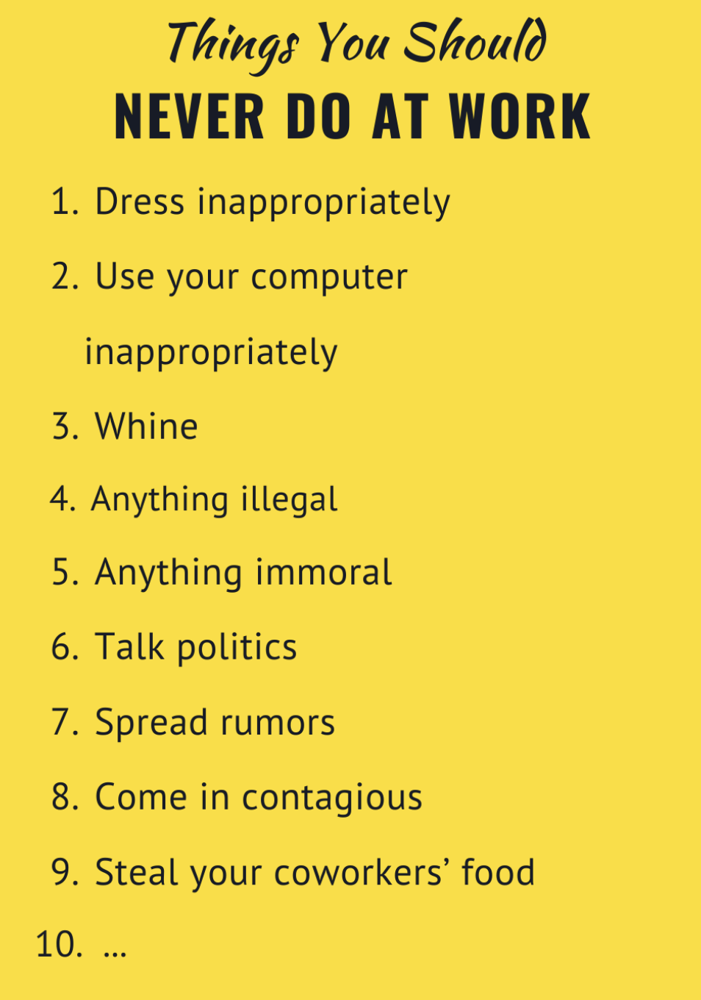 Things You Should
NEVER DO AT WORK
1. Dress inappropriately
2. Use your computer
inappropriately
3. Whine
4. Anything illegal
5. Anything immoral
6. Talk politics
7. Spread rumors
8. Come in contagious
9. Steal your coworkers’ food
10. ...